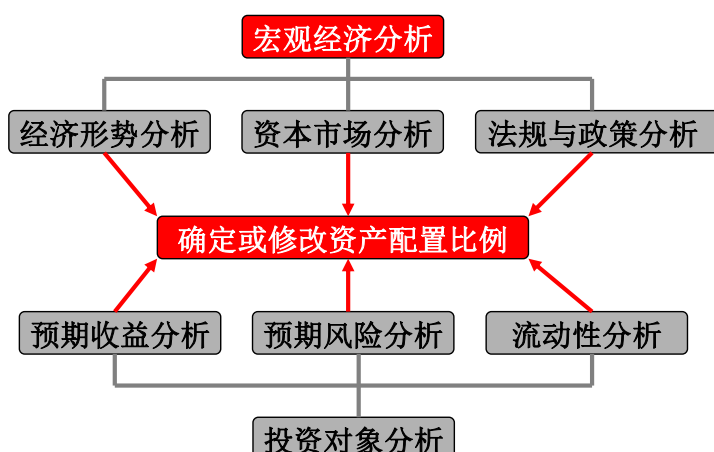 宏观经济分析
经济形势分析
资本市场分析
法规与政策分析
确定或修改资产配置比例
预期收益分析
预期风险分析
流动性分析
投资对象分析